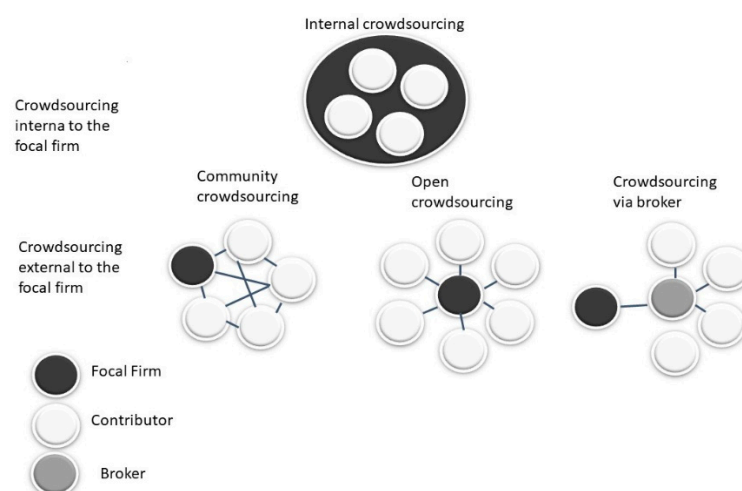 Internal crowdsourcing
Crowdsourcing
interna to the
focal firm
Community
crowdsourcing
Open
crowdsourcing
Crowdsourcing
via broker
Crowdsourcing
external to the
focal firm
Focal Firm
Contributor
Broker